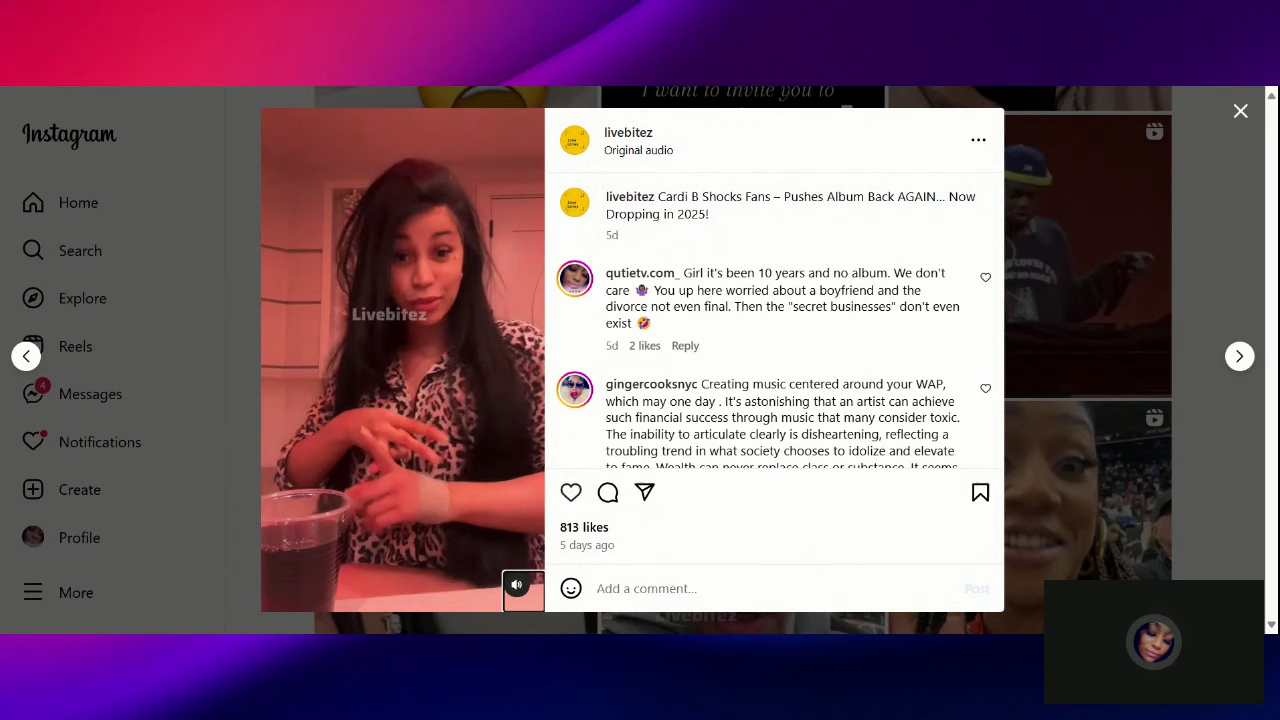 I want to invite you to
Instagram
Home
Search
Explore
Reels
4
Messages
Notifications
Create
Profile
More
Livebitez
livebitez
Original audio
livebitez Cardi B Shocks Fans – Pushes Album Back AGAIN... Now
Dropping in 2025!
5d
qutietv.com_ Girl it's been 10 years and no album. We don't
care 🤷🏾‍♀️ You up here worried about a boyfriend and the
divorce not even final. Then the "secret businesses" don't even
exist 🤣
5d 2 likes Reply
gingercooksnyc Creating music centered around your WAP,
which may one day . It's astonishing that an artist can achieve
such financial success through music that many consider toxic.
The inability to articulate clearly is disheartening, reflecting a
troubling trend in what society chooses to idolize and elevate
to fame. Wealth can never replace class or substance. It seems
813 likes
5 days ago
Add a comment...
Post
Livebitez